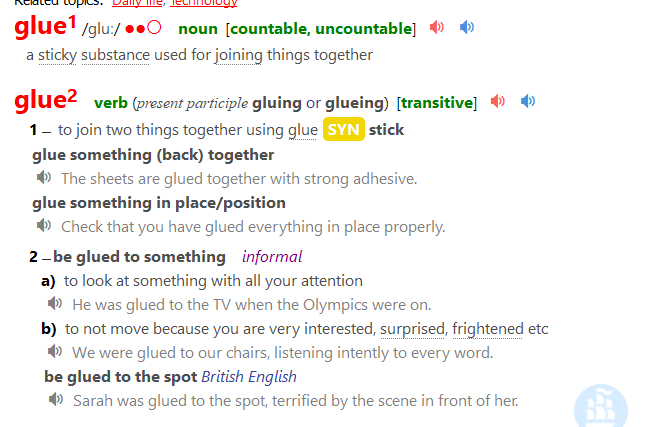 Related topics: Daily life, Technology
glue1 /gluː/ ●●○ noun [countable, uncountable]
a sticky substance used for joining things together
glue2 verb (present participle gluing or glueing) [transitive]
1 – to join two things together using glue SYN stick
glue something (back) together
The sheets are glued together with strong adhesive.
glue something in place/position
Check that you have glued everything in place properly.
2 – be glued to something informal
a) to look at something with all your attention
He was glued to the TV when the Olympics were on.
b) to not move because you are very interested, surprised, frightened etc
We were glued to our chairs, listening intently to every word.
be glued to the spot British English
Sarah was glued to the spot, terrified by the scene in front of her.